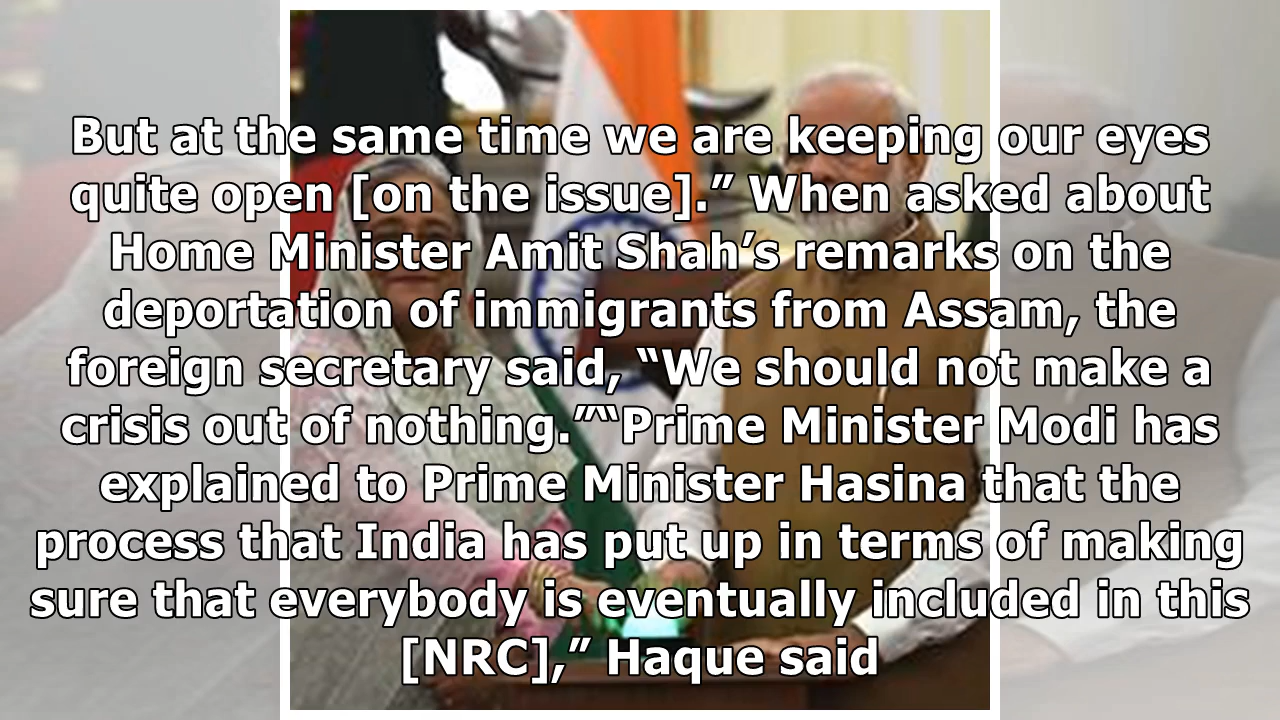 But at the same time we are keeping our eyes
quite open [on the issue].” When asked about
Home Minister Amit Shah’s remarks on the
deportation of immigrants from Assam, the
foreign secretary said, “We should not make a
crisis out of nothing.”“Prime Minister Modi has
explained to Prime Minister Hasina that the
process that India has put up in terms of making
sure that everybody is eventually included in this
[NRC],” Haque said